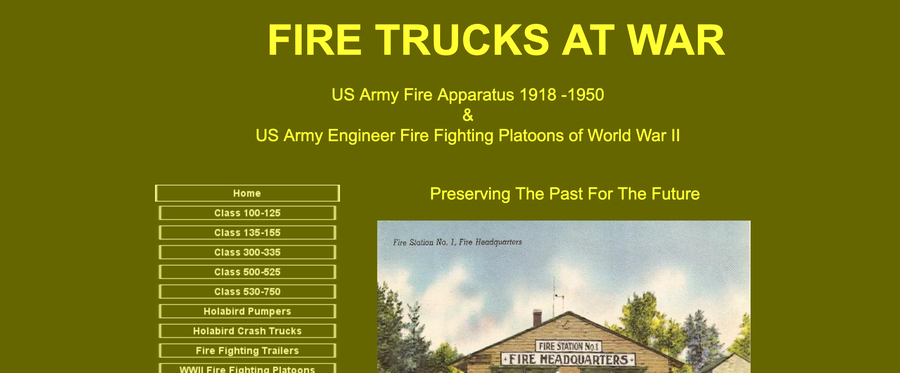 FIRE TRUCKS AT WAR
US Army Fire Apparatus 1918 -1950
&
US Army Engineer Fire Fighting Platoons of World War II
Preserving The Past For The Future
Home
Class 100-125
Class 135-155
Class 300-335
Class 500-525
Class 530-750
Holabird Pumpers
Holabird Crash Trucks
Fire Fighting Trailers
WWII Fire Fighting Platoons
Fire Station No. 1, Fire Headquarters
FIRE STATION No.1
FIRE HEADQUARTERS